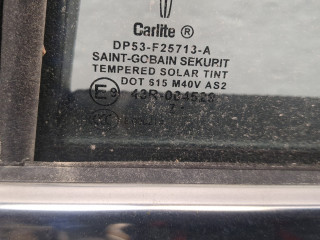 Carlite ®
DP53-F25713-A
SAINT-GOBAIN SEKURIT
TEMPERED SOLAR TINT
DOT 615 M40V AS2
43R-004528